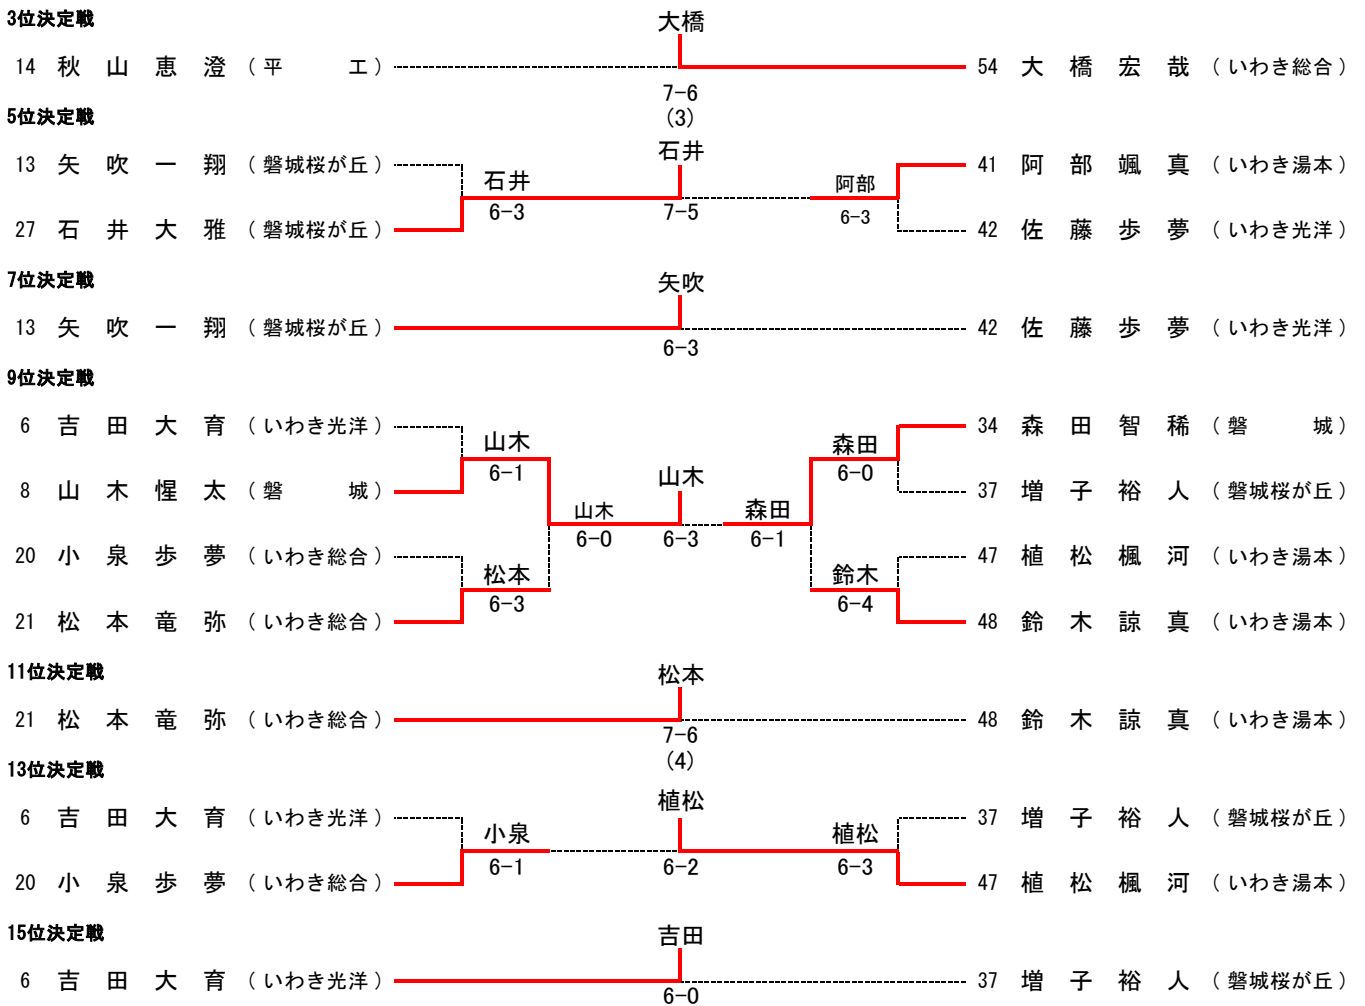 3位決定戦
大橋
14 秋山恵澄（平工） 54 大橋宏哉（いわき総合）
7-6
(3)
5位決定戦
石井
13 矢吹一翔（磐城桜が丘） 41 阿部颯真（いわき湯本）
石井 阿部
6-3 7-5 6-3
27 石井大雅（磐城桜が丘） 42 佐藤歩夢（いわき光洋）
7位決定戦
矢吹
13 矢吹一翔（磐城桜が丘） 42 佐藤歩夢（いわき光洋）
6-3
9位決定戦
6 吉田大育（いわき光洋） 34 森田智稀（磐城）
山木 森田
6-1 6-0
山木
8 山木惺太（磐城） 37 増子裕人（磐城桜が丘）
山木 森田
6-0 6-3 6-1
20 小泉歩夢（いわき総合） 47 植松楓河（いわき湯本）
松本 鈴木
6-3 6-4
21 松本竜弥（いわき総合） 48 鈴木諒真（いわき湯本）
11位決定戦
松本
21 松本竜弥（いわき総合） 48 鈴木諒真（いわき湯本）
7-6
(4)
13位決定戦
植松
6 吉田大育（いわき光洋） 37 増子裕人（磐城桜が丘）
小泉 植松
6-1 6-2 6-3
20 小泉歩夢（いわき総合） 47 植松楓河（いわき湯本）
15位決定戦
吉田
6 吉田大育（いわき光洋） 37 増子裕人（磐城桜が丘）
6-0